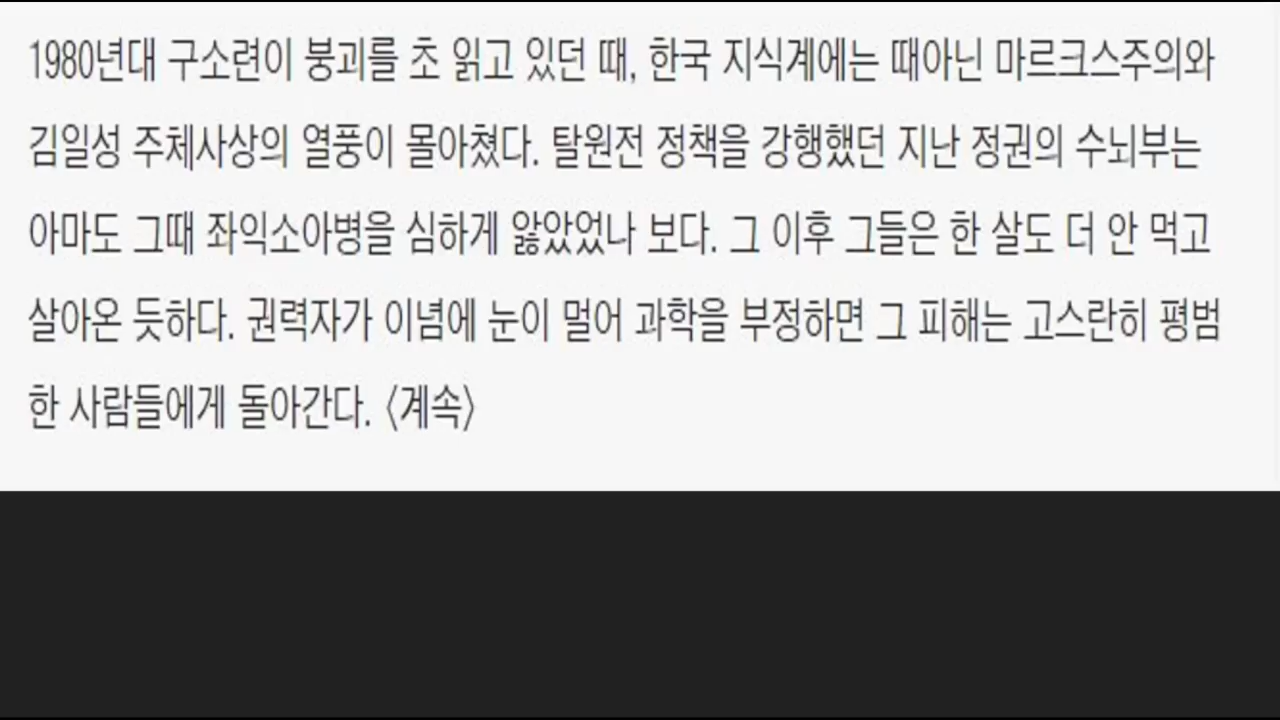 1980년대 구소련이 붕괴를 초 읽고 있던 때, 한국 지식계에는 때아닌 마르크스주의와
김일성 주체사상의 열풍이 몰아쳤다. 탈원전 정책을 강행했던 지난 정권의 수뇌부는
아마도 그때 좌익소아병을 심하게 앓았었나 보다. 그 이후 그들은 한 살도 더 안 먹고
살아온 듯하다. 권력자가 이념에 눈이 멀어 과학을 부정하면 그 피해는 고스란히 평범
한 사람들에게 돌아간다. 〈계속〉